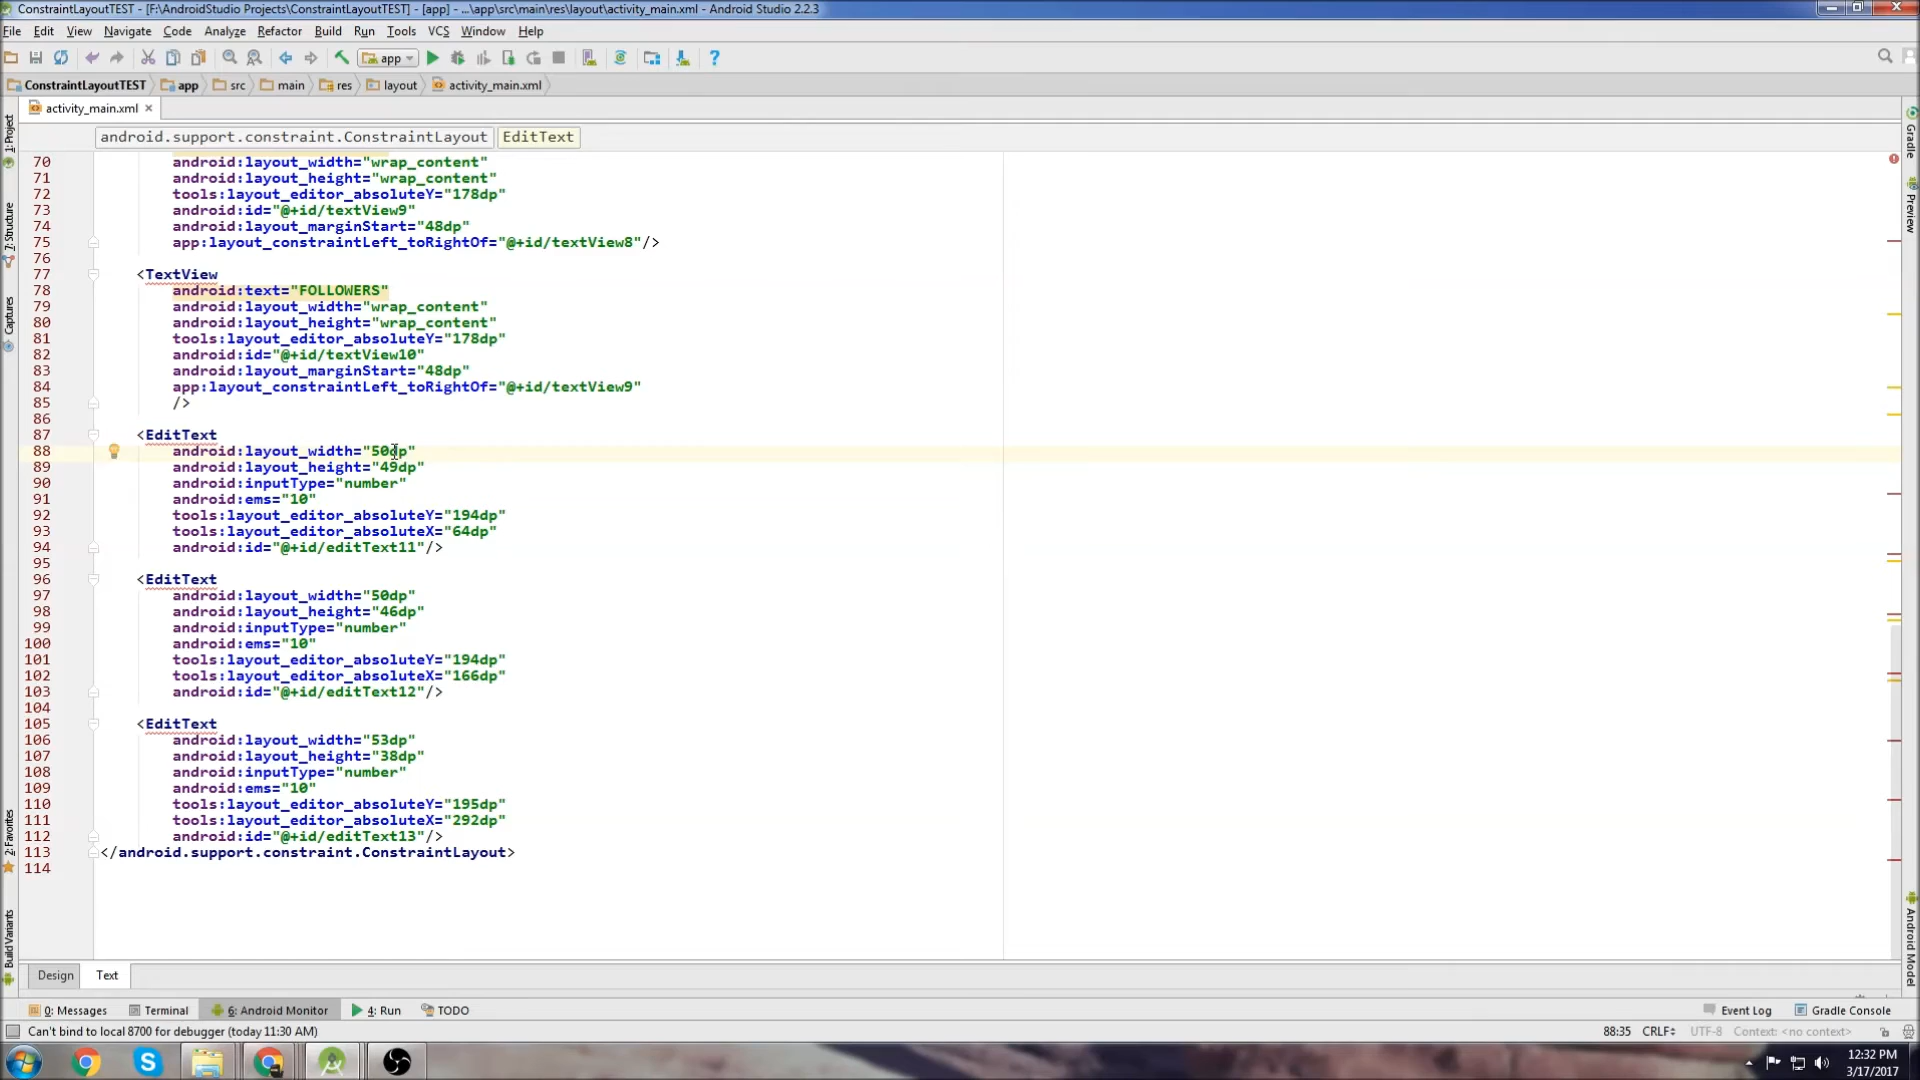 ConstraintLayoutTEST - [F:\AndroidStudio Projects\ConstraintLayoutTEST] - [app] - ...\app\src\main\res\layout\activity_main.xml - Android Studio 2.2.3
File Edit View Navigate Code Analyze Refactor Build Run Tools VCS Window Help
app
ConstraintLayoutTEST app src main res layout activity_main.xml
activity_main.xml
android.support.constraint.ConstraintLayout EditText
70 android:layout_width="wrap_content"
71 android:layout_height="wrap_content"
72 tools:layout_editor_absoluteY="178dp"
73 android:id="@+id/textView9"
74 android:layout_marginStart="48dp"
75 app:layout_constraintLeft_toRightOf="@+id/textView8"/>
76
77 <TextView
78 android:text="FOLLOWERS"
79 android:layout_width="wrap_content"
80 android:layout_height="wrap_content"
81 tools:layout_editor_absoluteY="178dp"
82 android:id="@+id/textView10"
83 android:layout_marginStart="48dp"
84 app:layout_constraintLeft_toRightOf="@+id/textView9"
85 />
86
87 <EditText
88 android:layout_width="50dp"
89 android:layout_height="49dp"
90 android:inputType="number"
91 android:ems="10"
92 tools:layout_editor_absoluteY="194dp"
93 tools:layout_editor_absoluteX="64dp"
94 android:id="@+id/editText11"/>
95
96 <EditText
97 android:layout_width="50dp"
98 android:layout_height="46dp"
99 android:inputType="number"
100 android:ems="10"
101 tools:layout_editor_absoluteY="194dp"
102 tools:layout_editor_absoluteX="166dp"
103 android:id="@+id/editText12"/>
104
105 <EditText
106 android:layout_width="53dp"
107 android:layout_height="38dp"
108 android:inputType="number"
109 android:ems="10"
110 tools:layout_editor_absoluteY="195dp"
111 tools:layout_editor_absoluteX="292dp"
112 android:id="@+id/editText13"/>
113 </android.support.constraint.ConstraintLayout>
114
1: Project
7: Structure
Captures
2: Favorites
Build Variants
Gradle
Preview
Android Model
Design Text
0: Messages Terminal 6: Android Monitor 4: Run TODO Event Log Gradle Console
Can't bind to local 8700 for debugger (today 11:30 AM) 88:35 CRLF UTF-8 Context: <no context>
12:32 PM
3/17/2017